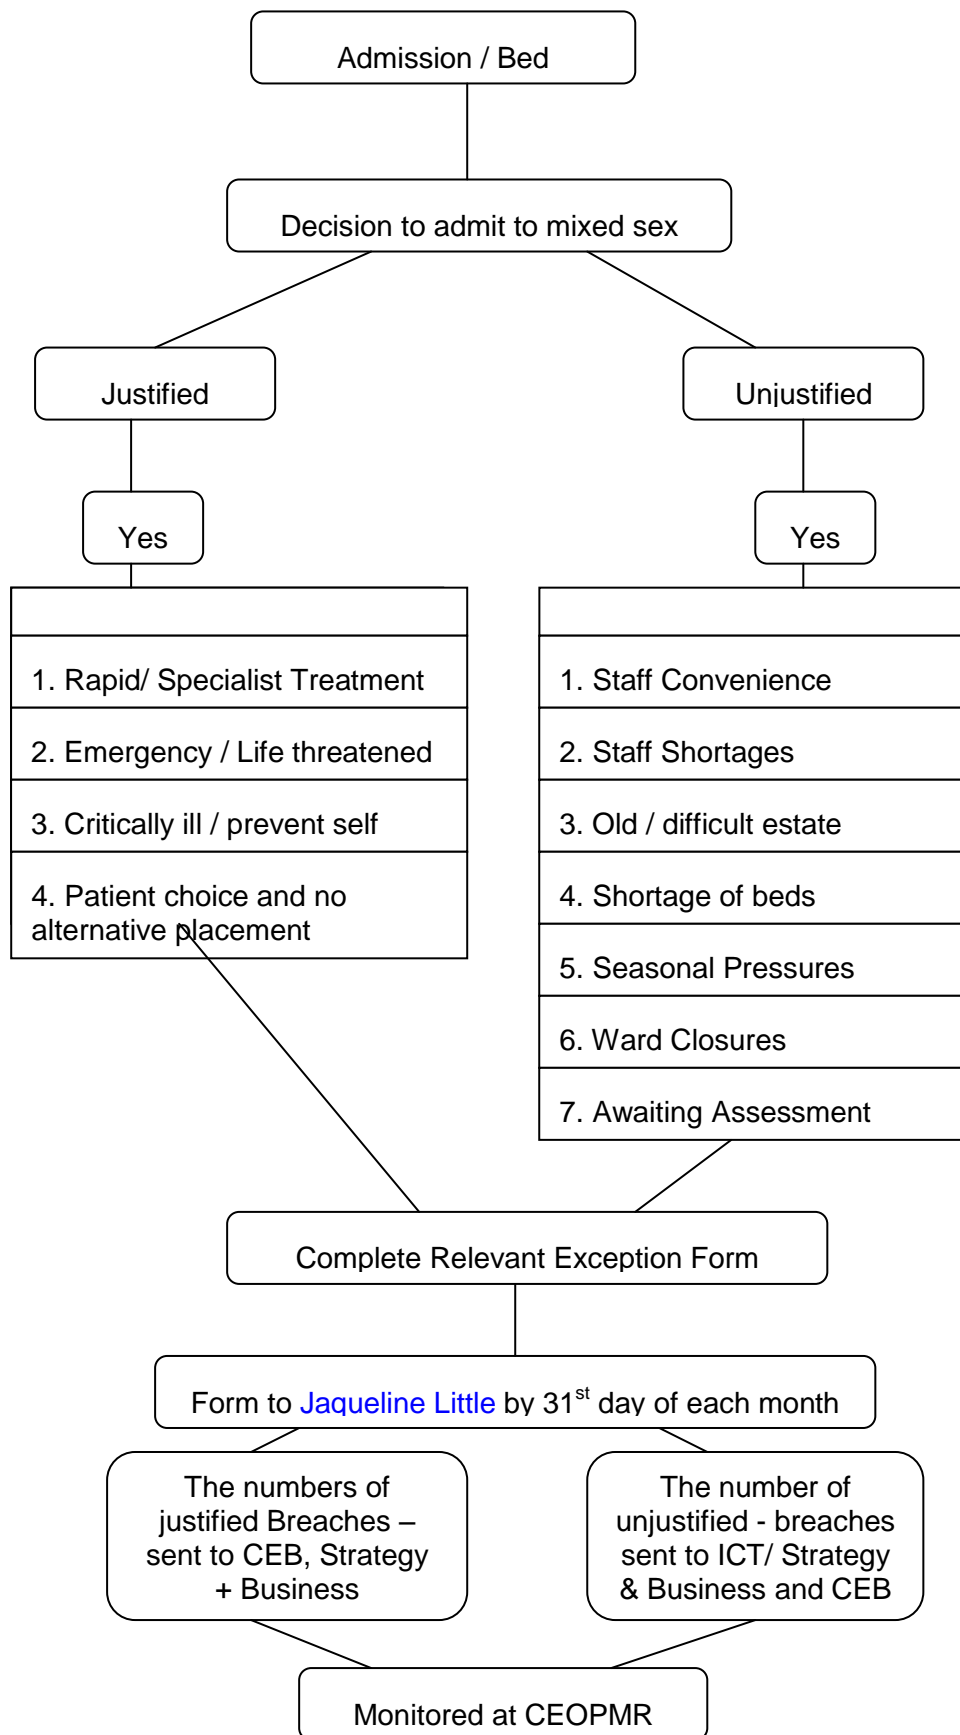 Admission / Bed
Decision to admit to mixed sex
Justified
Unjustified
Yes
Yes
1. Rapid/ Specialist Treatment
2. Emergency / Life threatened
3. Critically ill / prevent self
4. Patient choice and no
alternative placement
1. Staff Convenience
2. Staff Shortages
3. Old / difficult estate
4. Shortage of beds
5. Seasonal Pressures
6. Ward Closures
7. Awaiting Assessment
Complete Relevant Exception Form
Form to Jaqueline Little by 31st day of each month
The numbers of
justified Breaches –
sent to CEB, Strategy
+ Business
The number of
unjustified - breaches
sent to ICT/ Strategy
& Business and CEB
Monitored at CEOPMR